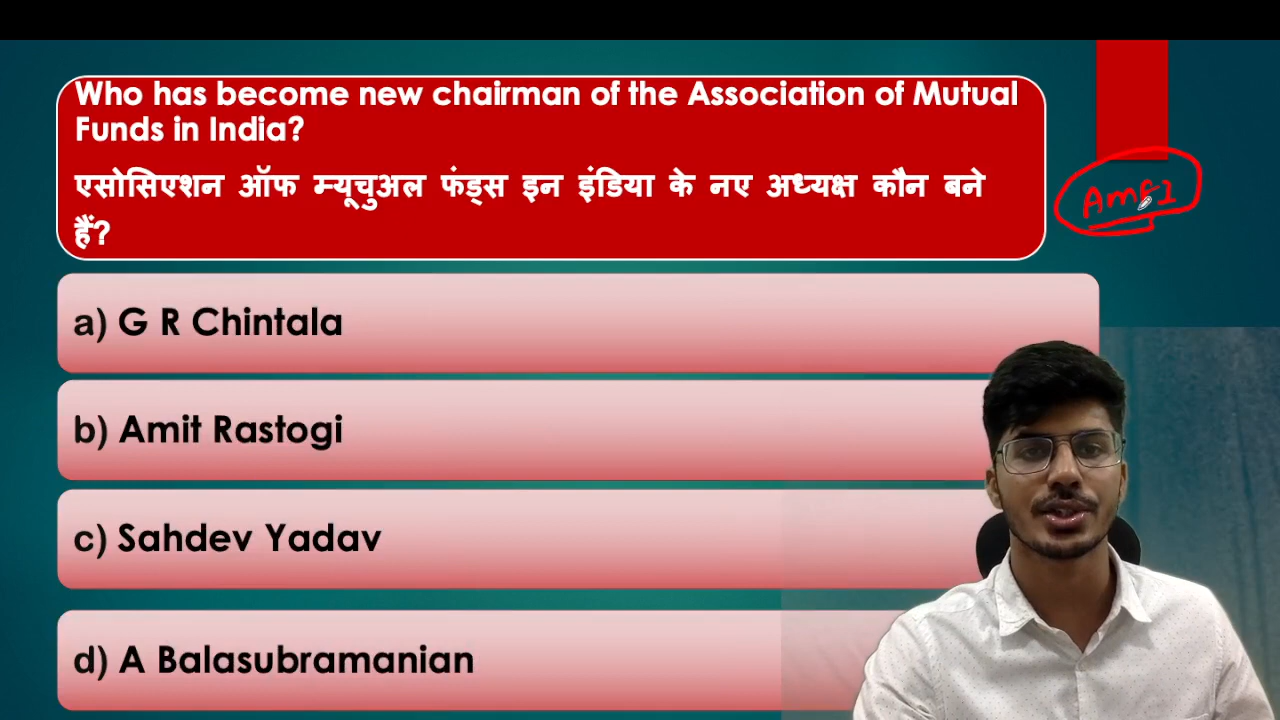 Who has become new chairman of the Association of Mutual
Funds in India?
एसोसिएशन ऑफ म्यूचुअल फंड्स इन इंडिया के नए अध्यक्ष कौन बने
हैं?
AmFI
a) G R Chintala
b) Amit Rastogi
c) Sahdev Yadav
d) A Balasubramanian